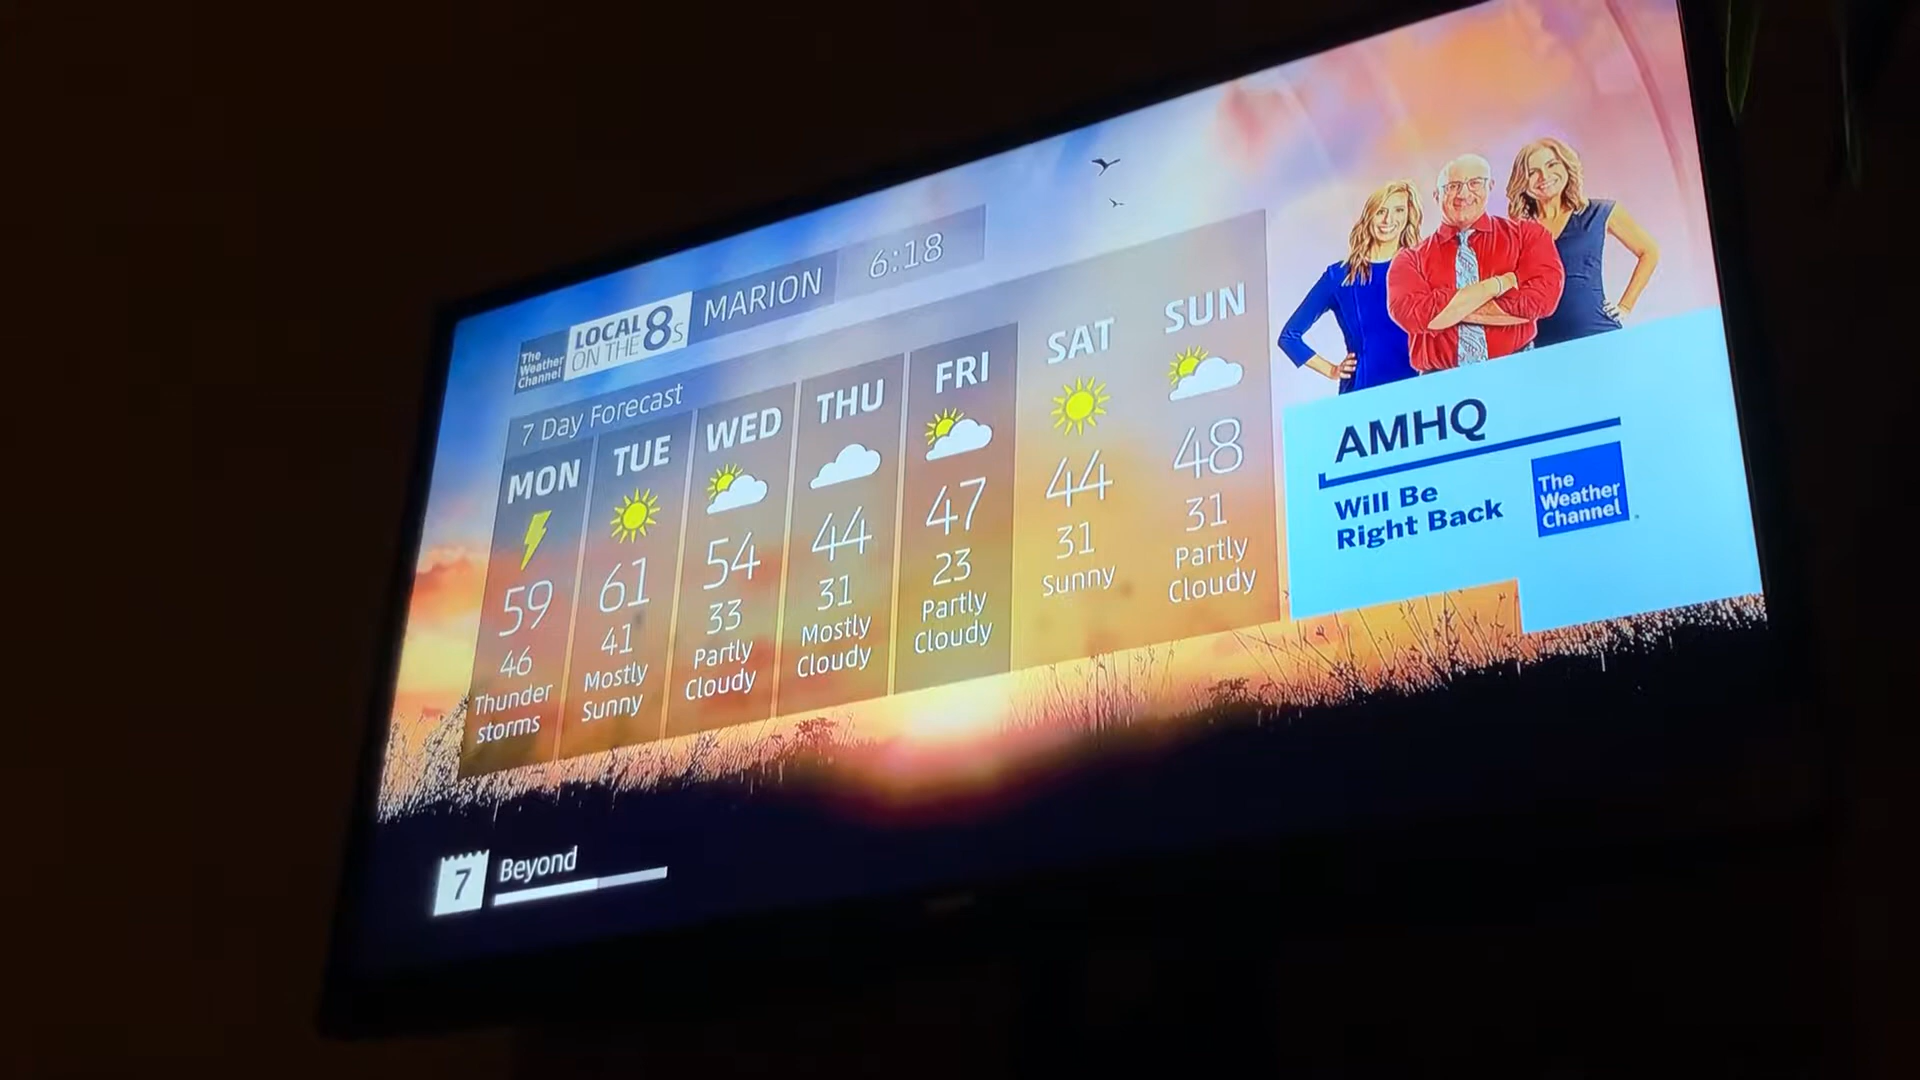 The
Weather
Channel
LOCAL
ON THE 8s
MARION
6:18
7 Day Forecast
MON
59
46
Thunder
storms
TUE
61
41
Mostly
Sunny
WED
54
33
Partly
Cloudy
THU
44
31
Mostly
Cloudy
FRI
47
23
Partly
Cloudy
SAT
44
31
Sunny
SUN
48
31
Partly
Cloudy
AMHQ
Will Be
Right Back
The
Weather
Channel
7
Beyond